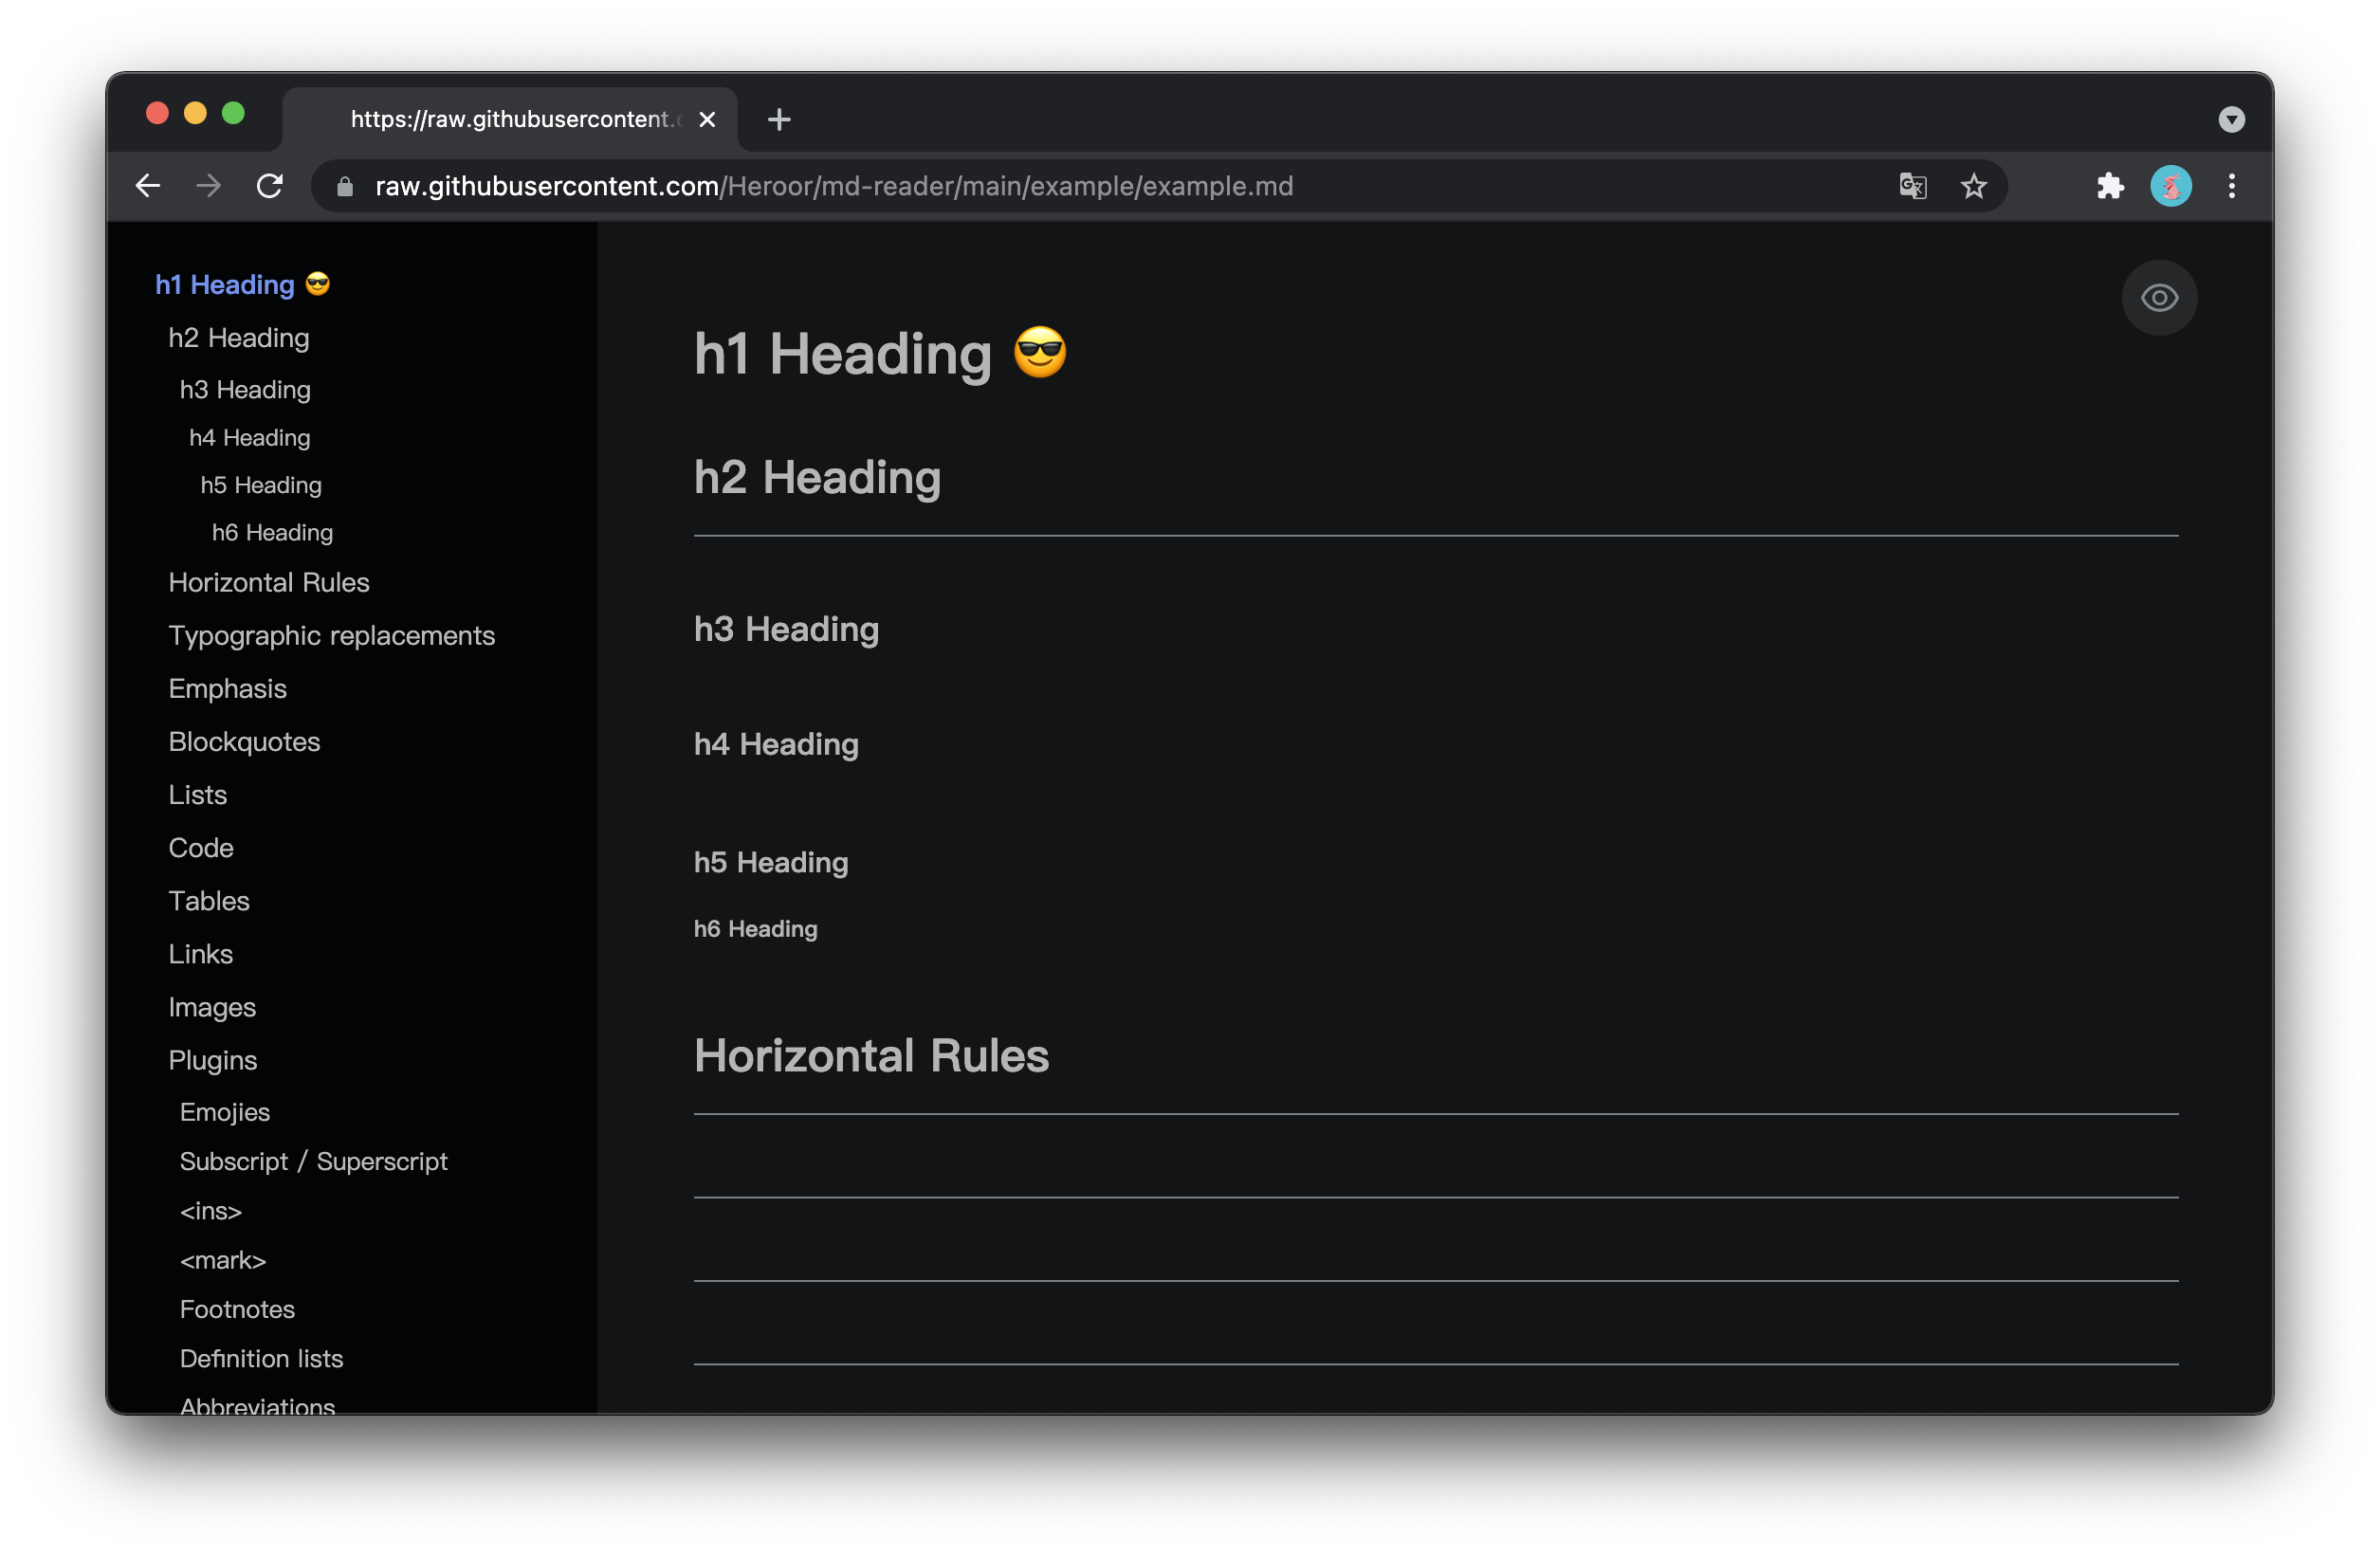 https://raw.githubusercontent.
raw.githubusercontent.com/Heroor/md-reader/main/example/example.md
h1 Heading 😎
h2 Heading
h3 Heading
h4 Heading
h5 Heading
h6 Heading
Horizontal Rules
Typographic replacements
Emphasis
Blockquotes
Lists
Code
Tables
Links
Images
Plugins
Emojies
Subscript / Superscript
<ins>
<mark>
Footnotes
Definition lists
Abbreviations
h1 Heading 😎
h2 Heading
h3 Heading
h4 Heading
h5 Heading
h6 Heading
Horizontal Rules